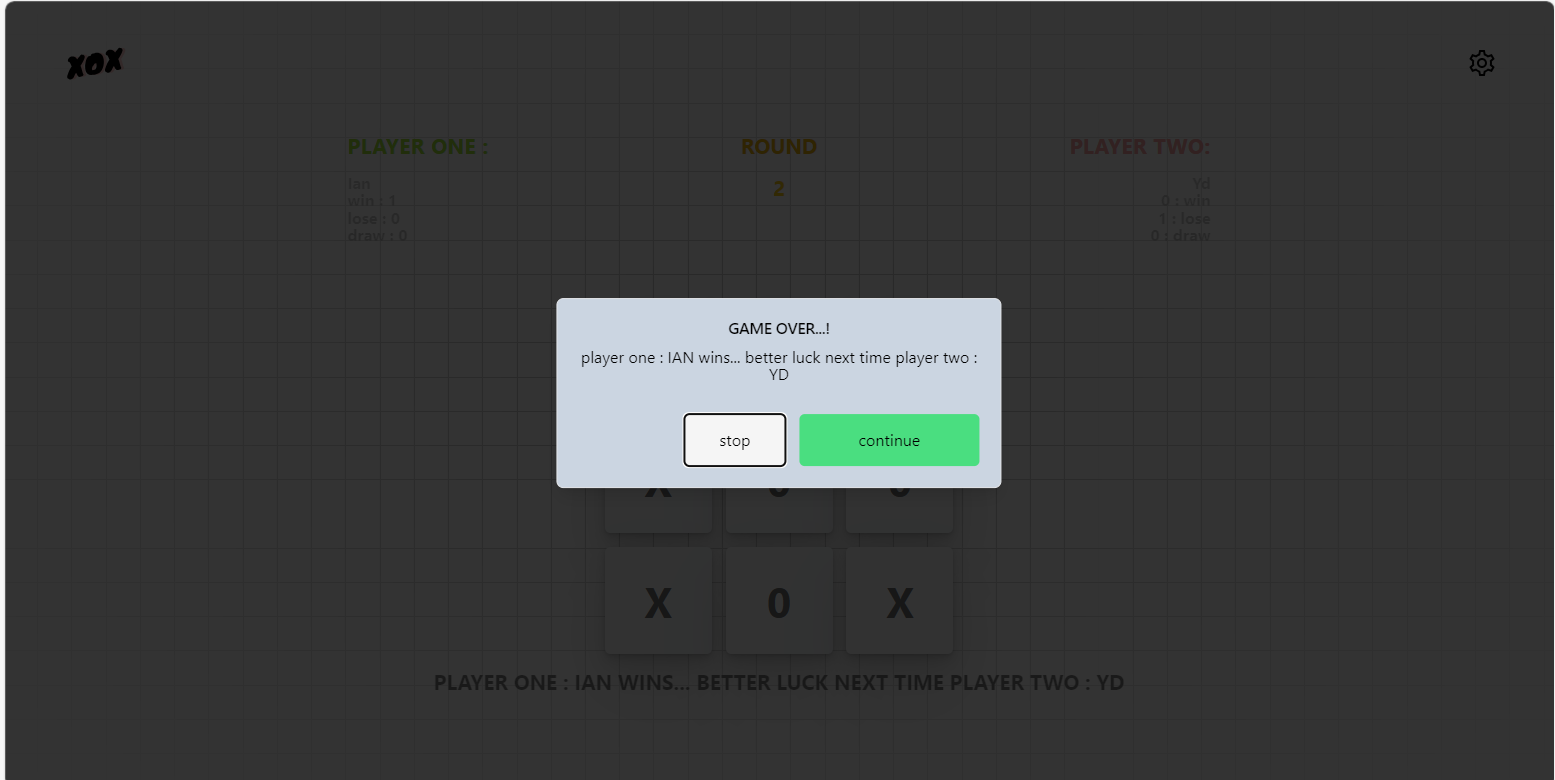 XOX
PLAYER ONE :
Ian
win : 1
lose : 0
draw : 0
ROUND
2
PLAYER TWO:
Yd
0 : win
1 : lose
0 : draw
GAME OVER...!
player one : IAN wins... better luck next time player two :
YD
stop
continue
X 0 0
X 0 X
PLAYER ONE : IAN WINS... BETTER LUCK NEXT TIME PLAYER TWO : YD